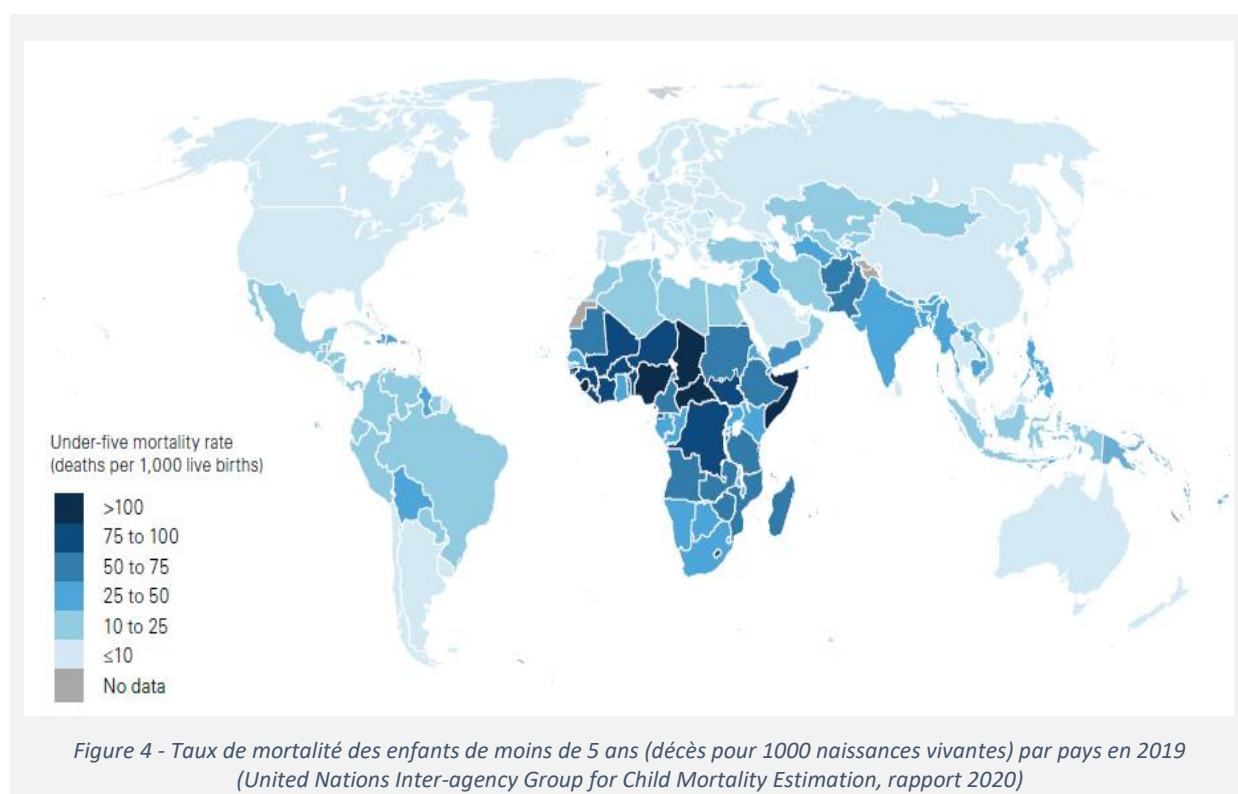 Under-five mortality rate
(deaths per 1,000 live births)
>100
75 to 100
50 to 75
25 to 50
10 to 25
≤10
No data
Figure 4 - Taux de mortalité des enfants de moins de 5 ans (décès pour 1000 naissances vivantes) par pays en 2019
(United Nations Inter-agency Group for Child Mortality Estimation, rapport 2020)